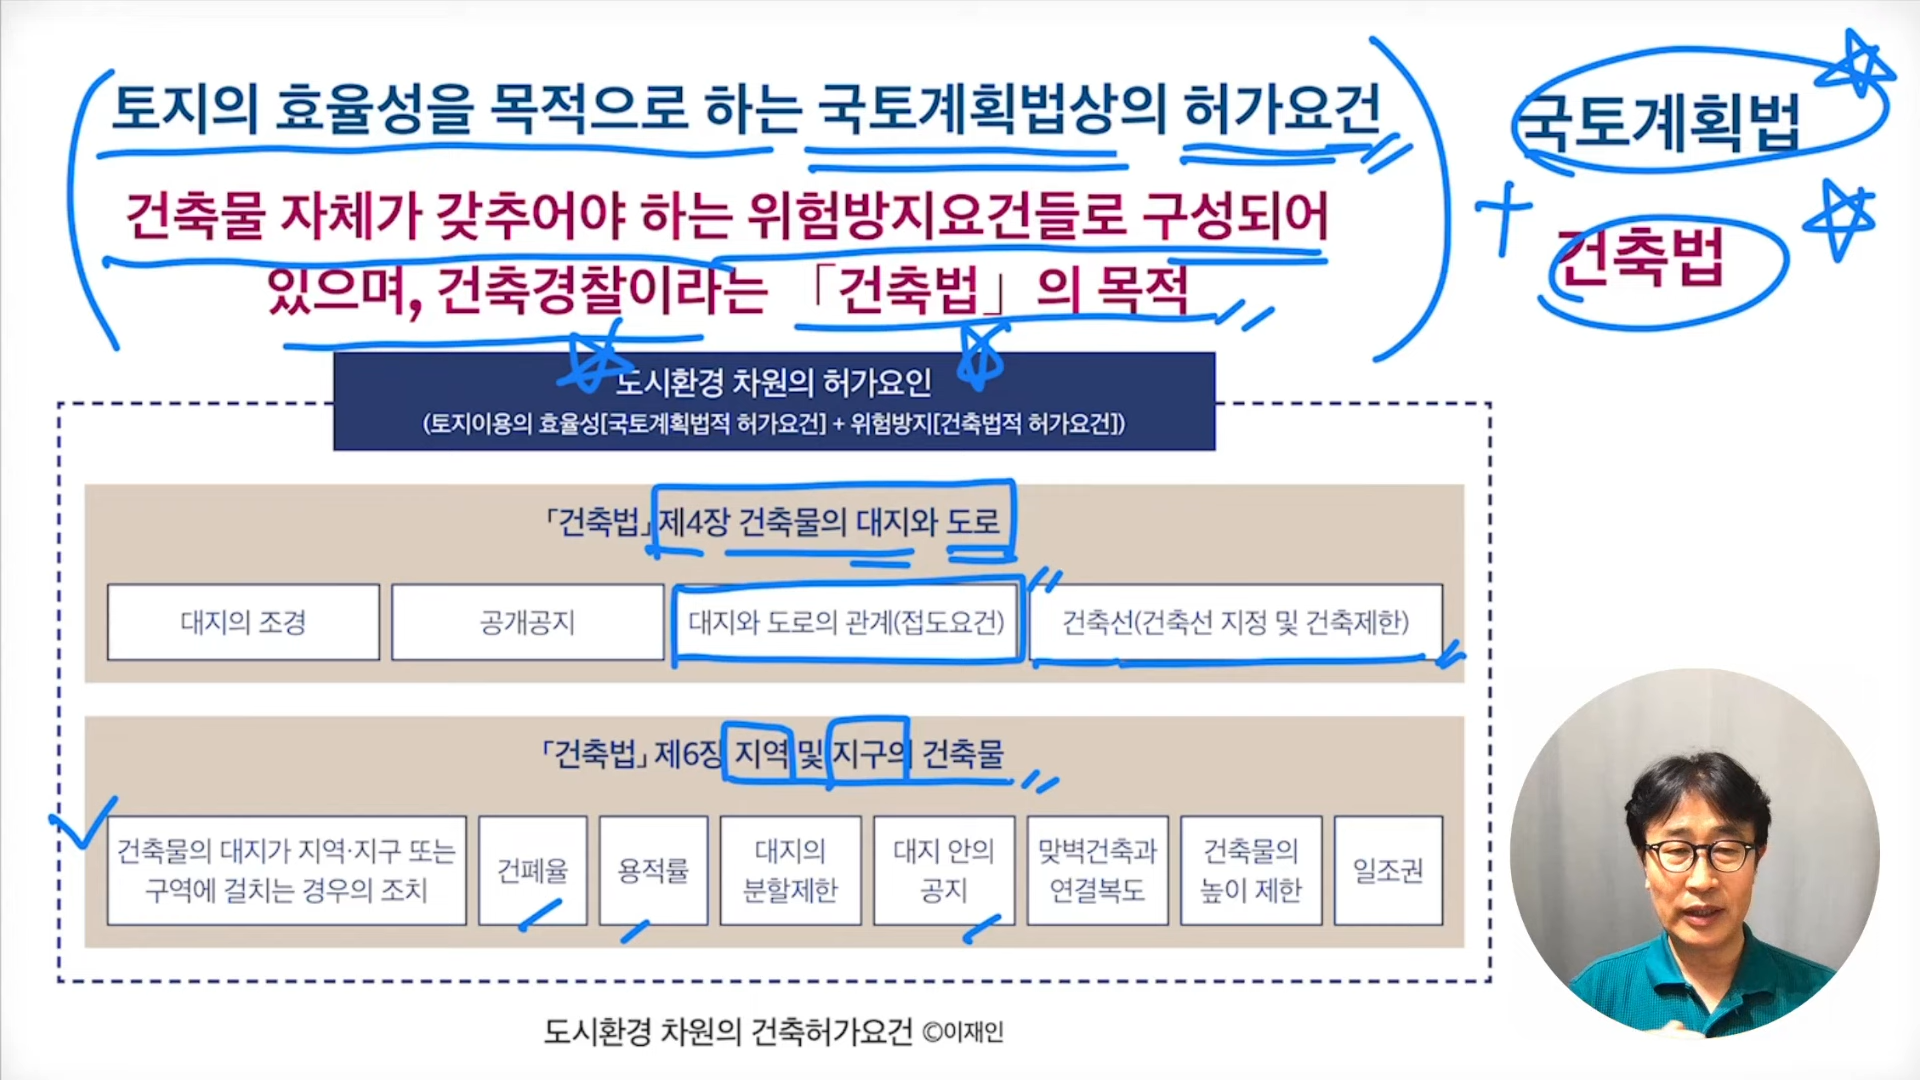 토지의 효율성을 목적으로 하는 국토계획법상의 허가요건
건축물 자체가 갖추어야 하는 위험방지요건들로 구성되어
있으며, 건축경찰이라는 「건축법」의 목적
국토계획법
+
건축법
도시환경 차원의 허가요인
(토지이용의 효율성[국토계획법적 허가요건] + 위험방지[건축법적 허가요건])
「건축법」 제4장 건축물의 대지와 도로
대지의 조경
공개공지
대지와 도로의 관계(접도요건)
건축선(건축선 지정 및 건축제한)
「건축법」 제6장 지역 및 지구의 건축물
건축물의 대지가 지역·지구 또는
구역에 걸치는 경우의 조치
건폐율
용적률
대지의
분할제한
대지 안의
공지
맞벽건축과
연결복도
건축물의
높이 제한
일조권
도시환경 차원의 건축허가요건 ©이재인